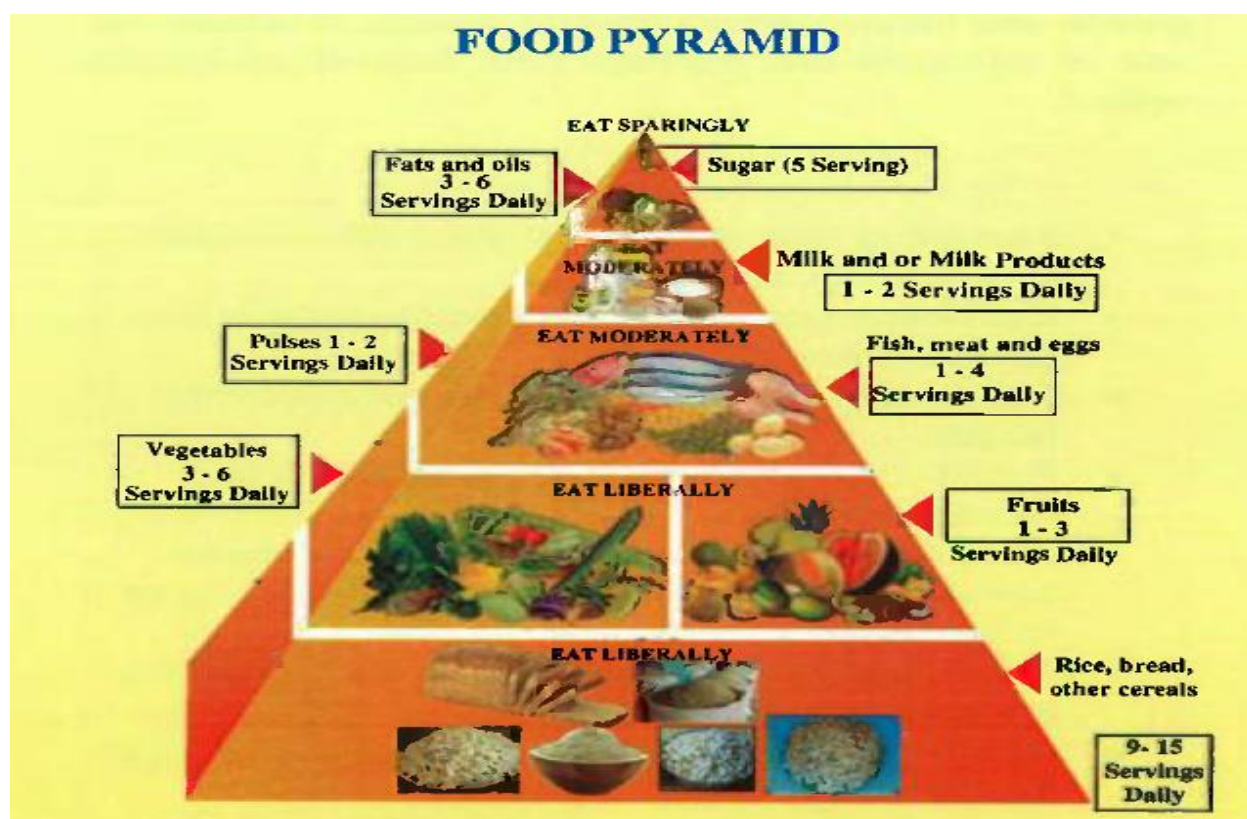 FOOD PYRAMID
EAT SPARINGLY
Fats and oils
3 - 6
Servings Daily
Sugar (5 Serving)
EAT
MODERATELY
Milk and or Milk Products
1 - 2 Servings Daily
Pulses 1 - 2
Servings Daily
EAT MODERATELY
Fish, meat and eggs
1 - 4
Servings Daily
Vegetables
3 - 6
Servings Daily
EAT LIBERALLY
Fruits
1 - 3
Servings Daily
EAT LIBERALLY
Rice, bread,
other cereals
9- 15
Servings
Daily